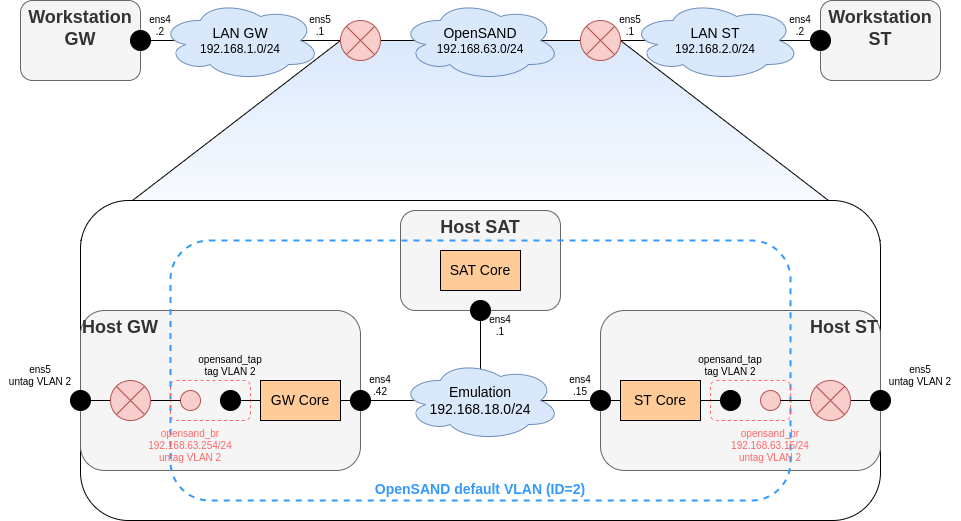 Workstation
GW
ens4
.2
LAN GW
192.168.1.0/24
ens5
.1
OpenSAND
192.168.63.0/24
ens5
.1
LAN ST
192.168.2.0/24
ens4
.2
Workstation
ST
Host SAT
SAT Core
ens4
.1
Host GW
ens5
untag VLAN 2
opensand_tap
tag VLAN 2
GW Core
ens4
.42
opensand_br
192.168.63.254/24
untag VLAN 2
Emulation
192.168.18.0/24
Host ST
ens4
.15
ST Core
opensand_tap
tag VLAN 2
ens5
untag VLAN 2
opensand_br
192.168.63.15/24
untag VLAN 2
OpenSAND default VLAN (ID=2)